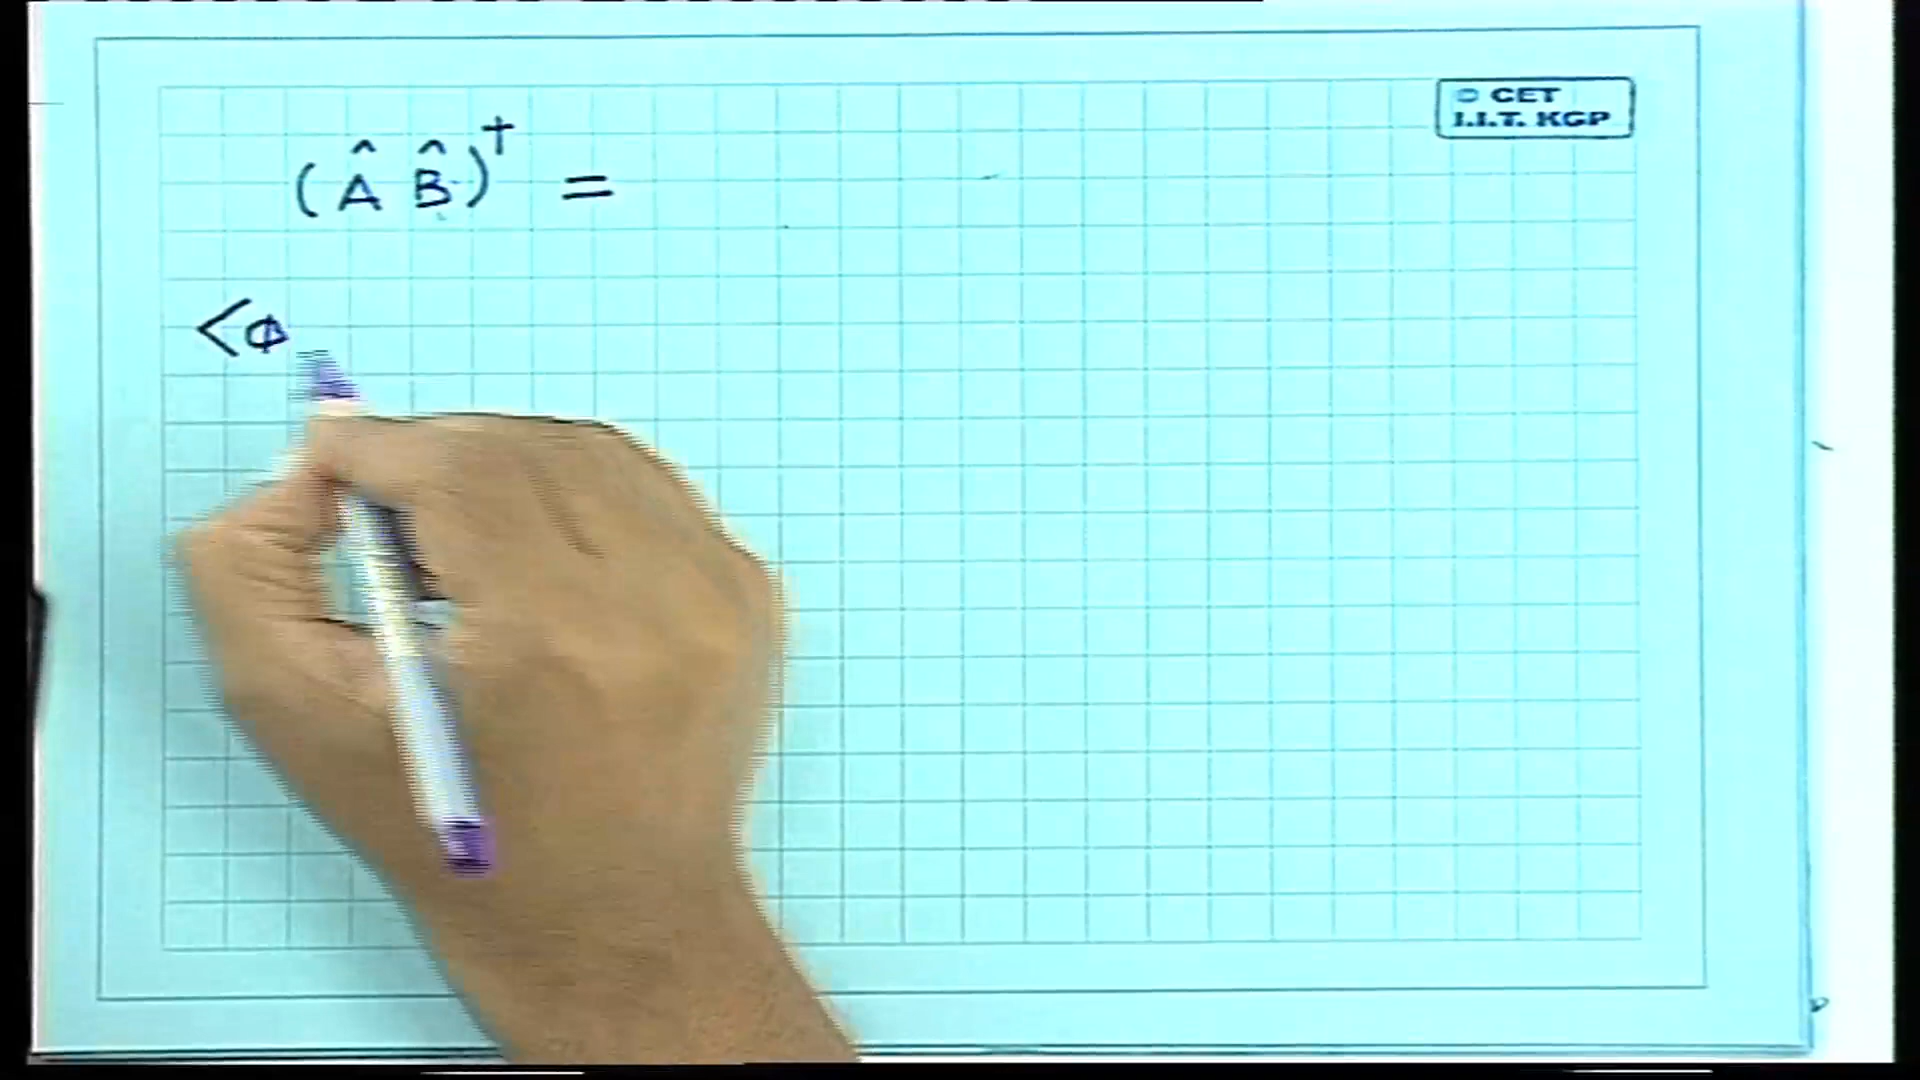 © CET
I.I.T. KGP
(Â B̂)† =
<φ